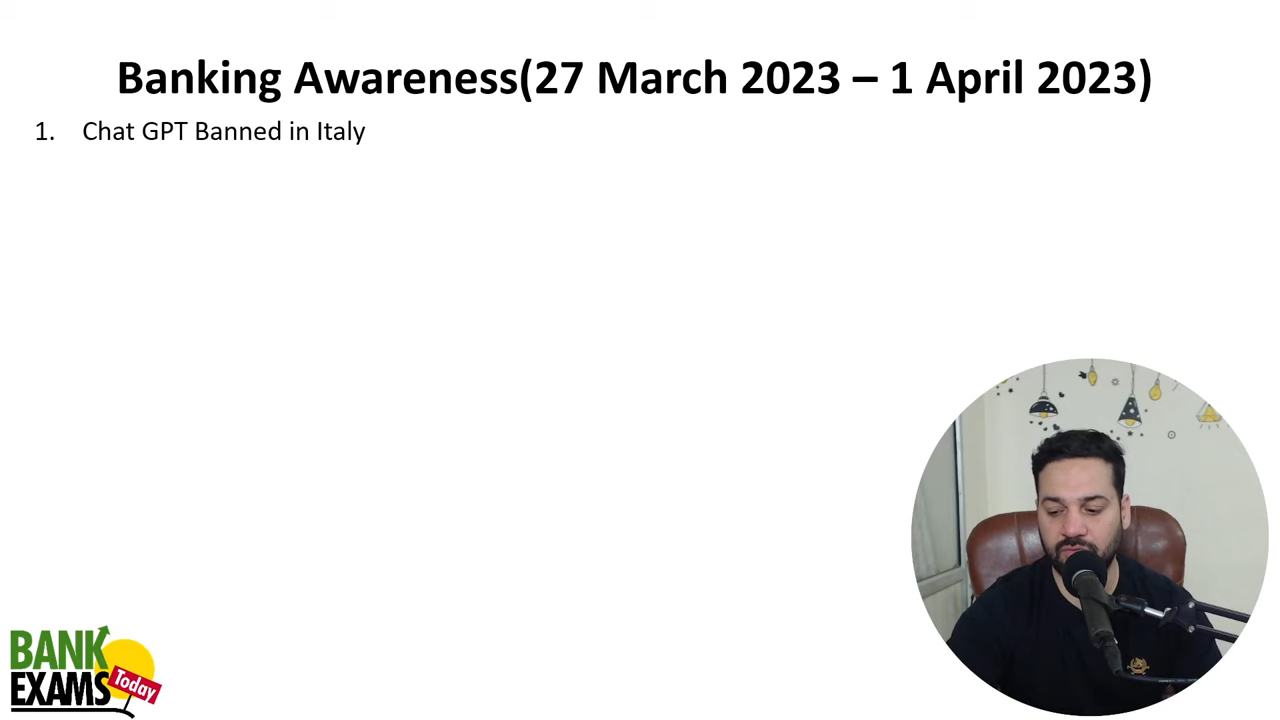 Banking Awareness(27 March 2023 – 1 April 2023)
1. Chat GPT Banned in Italy
BANK
EXAMS
Today